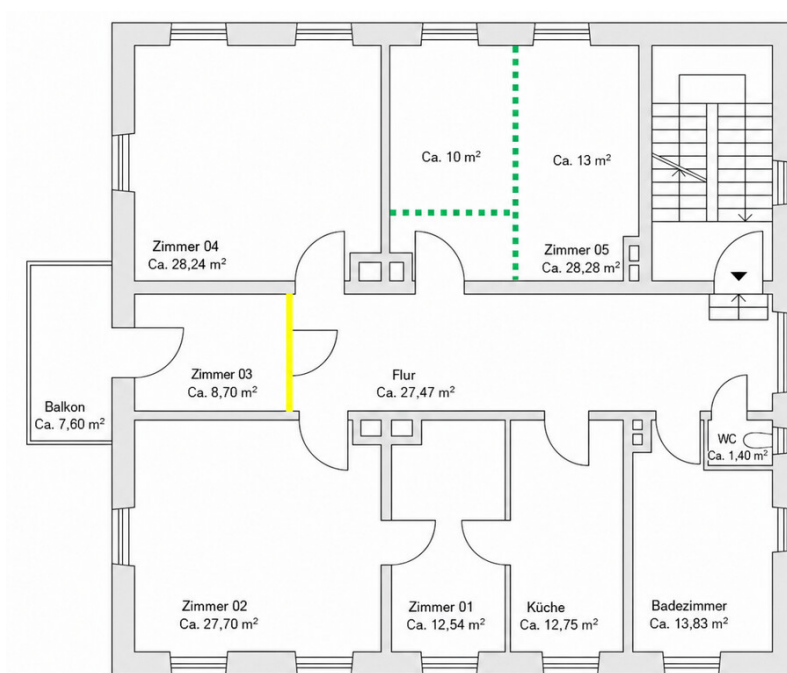 Ca. 10 m²
Ca. 13 m²
Zimmer 04
Ca. 28,24 m²
Zimmer 05
Ca. 28,28 m²
Zimmer 03
Ca. 8,70 m²
Flur
Ca. 27,47 m²
Balkon
Ca. 7,60 m²
WC
Ca. 1,40 m²
Zimmer 02
Ca. 27,70 m²
Zimmer 01
Ca. 12,54 m²
Küche
Ca. 12,75 m²
Badezimmer
Ca. 13,83 m²